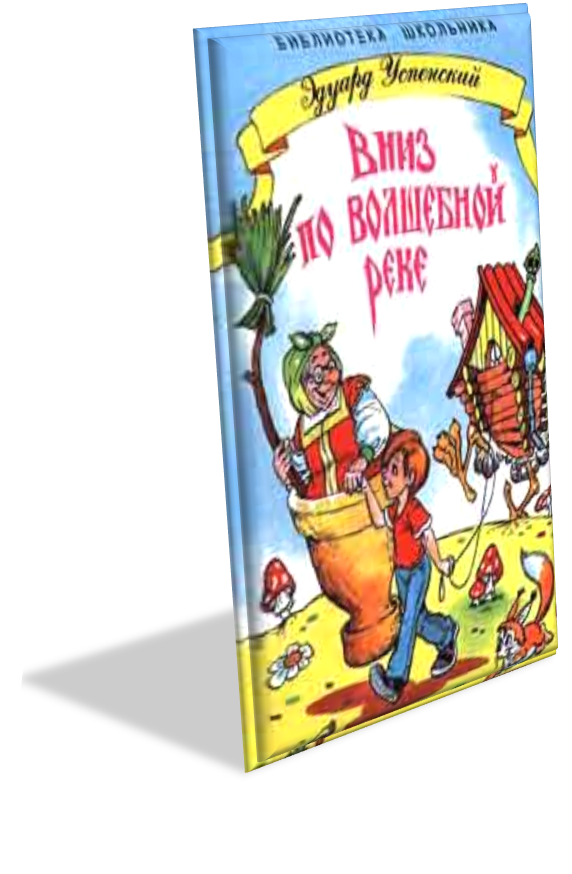 БИБЛИОТЕКА ШКОЛЬНИКА
Эдуард Успенский
Вниз
по волшебной
реке